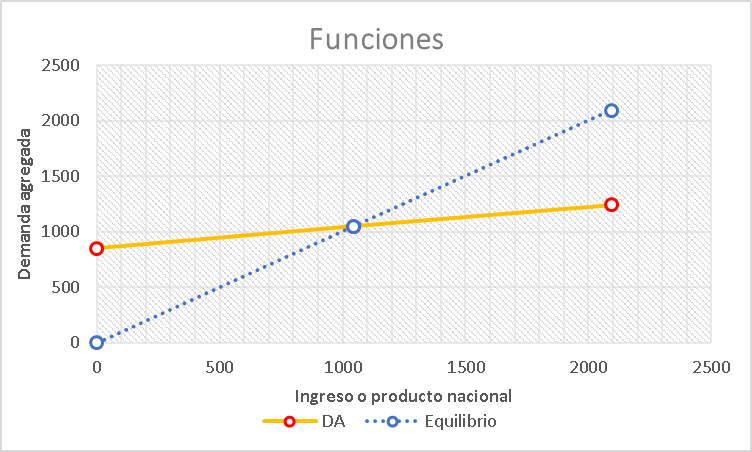 Funciones
2500
2000
1500
1000
500
0
Demanda agregada
0 500 1000 1500 2000 2500
Ingreso o producto nacional
DA Equilibrio